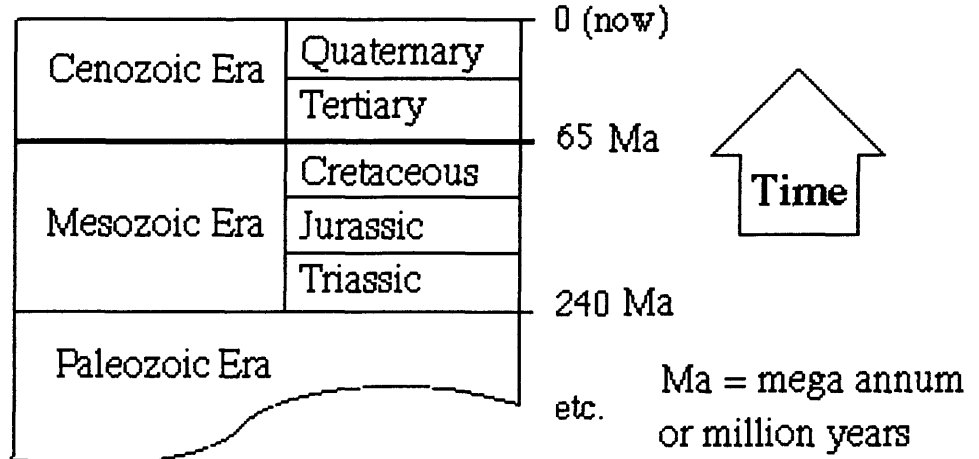 0 (now)
Cenozoic Era
Quaternary
Tertiary
65 Ma
Cretaceous
Mesozoic Era
Jurassic
Triassic
240 Ma
Time
Paleozoic Era
etc.
Ma = mega annum
or million years